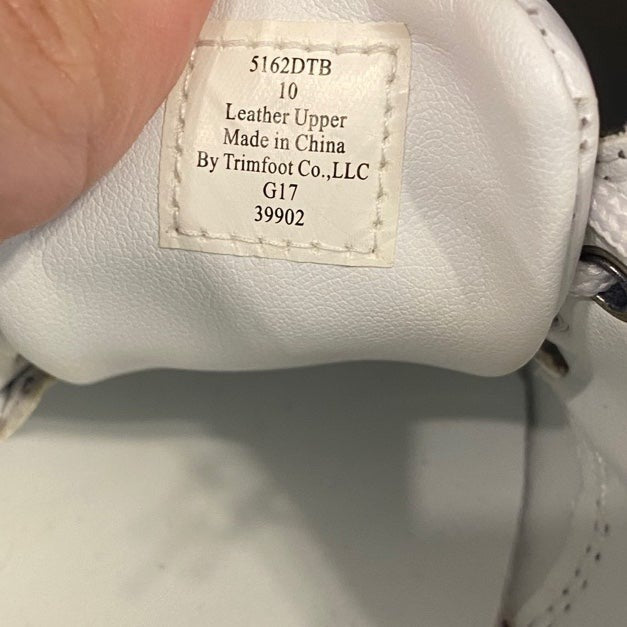 5162DTB
10
Leather Upper
Made in China
By Trimfoot Co.,LLC
G17
39902